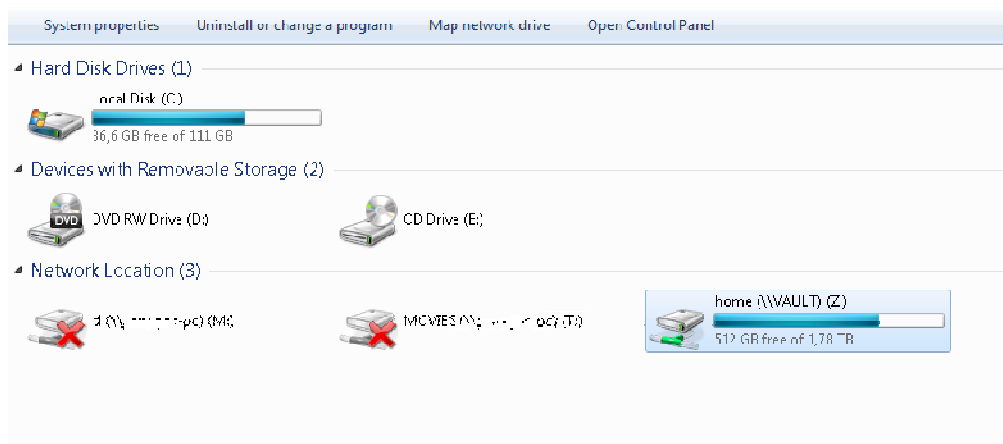 System properties Uninstall or change a program Map network drive Open Control Panel
Hard Disk Drives (1)
Local Disk (C:)
36,6 GB free of 111 GB
Devices with Removable Storage (2)
DVD
DVD RW Drive (D:) CD Drive (E:)
Network Location (3)
(M:) MOVIES (T:)
home (\\VAULT) (Z:)
512 GB free of 1,78 TB